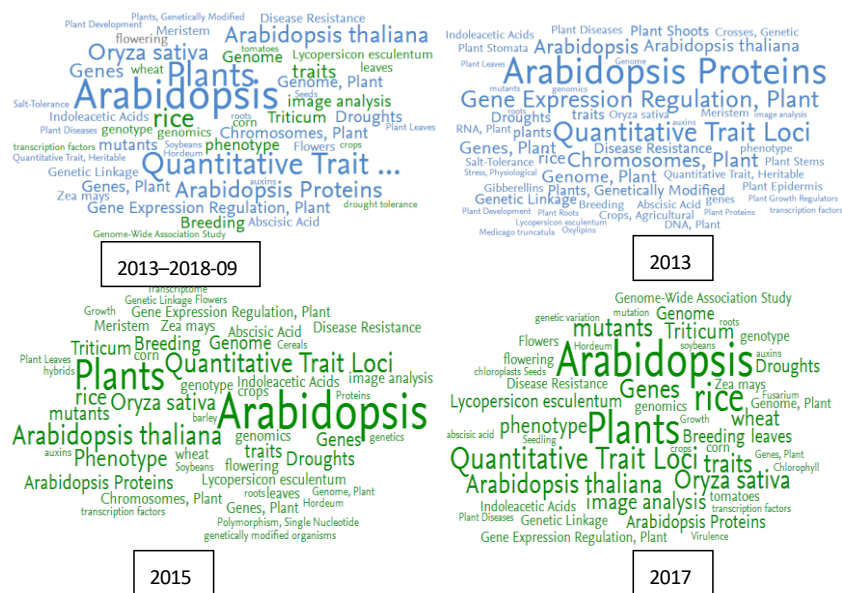 Plants, Genetically Modified
Disease Resistance
Plant Development
Meristem
flowering
Arabidopsis thaliana
Oryza sativa
tomatoes
Genome
Lycopersicon esculentum
Genes
wheat
Plants
traits
leaves
Genome, Plant
Arabidopsis
Seeds
image analysis
Salt-Tolerance
Indoleacetic Acids
rice
roots
corn
Triticum
Droughts
Plant Diseases
genotype
genomics
Chromosomes, Plant
Plant Leaves
transcription factors
mutants
Soybeans
phenotype
Flowers
crops
Quantitative Trait, Heritable
Hordeum
Genetic Linkage
Quantitative Trait ...
Zea mays
Genes, Plant
auxins
Arabidopsis Proteins
Gene Expression Regulation, Plant
drought tolerance
Breeding
Abscisic Acid
Genome-Wide Association Study
2013–2018-09
Indoleacetic Acids
Plant Diseases
Plant Shoots
Crosses, Genetic
Plant Stomata
Arabidopsis
Arabidopsis thaliana
Plant Leaves
Genome
Arabidopsis Proteins
mutants
genomics
Gene Expression Regulation, Plant
roots
Droughts
traits
Oryza sativa
Meristem
image analysis
RNA, Plant
plants
Quantitative Trait Loci
auxins
Genes, Plant
Disease Resistance
phenotype
Salt-Tolerance
rice
Chromosomes, Plant
Plant Stems
Stress, Physiological
Genome, Plant
Quantitative Trait, Heritable
Gibberellins
Plants, Genetically Modified
Plant Epidermis
Genetic Linkage
Breeding
Abscisic Acid
genes
Plant Growth Regulators
Plant Development
Plant Roots
Crops, Agricultural
Plant Proteins
transcription factors
Lycopersicon esculentum
DNA, Plant
Medicago truncatula
Oxylipins
2013
Transcriptome
Genetic Linkage
Flowers
Growth
Gene Expression Regulation, Plant
Meristem
Zea mays
Abscisic Acid
Disease Resistance
Triticum
Breeding
Genome
Cereals
Plant Leaves
corn
Quantitative Trait Loci
hybrids
Plants
genotype
Indoleacetic Acids
image analysis
rice
Oryza sativa
crops
Proteins
mutants
barley
Arabidopsis
Arabidopsis thaliana
genomics
Genes
genetics
auxins
Phenotype
wheat
traits
Soybeans
flowering
Droughts
Arabidopsis Proteins
Lycopersicon esculentum
Chromosomes, Plant
roots
leaves
Genome, Plant
transcription factors
Genes, Plant
Hordeum
Polymorphism, Single Nucleotide
genetically modified organisms
2015
Genome-Wide Association Study
genetic variation
mutation
Genome
mutants
Triticum
roots
genotype
Flowers
Hordeum
soybeans
flowering
Arabidopsis
auxins
Droughts
chloroplasts
Seeds
Disease Resistance
Genes
Zea mays
Fusarium
Lycopersicon esculentum
genomics
rice
Genome, Plant
phenotype
Plants
Growth
wheat
abscisic acid
Seedling
Breeding
leaves
crops
corn
Genes, Plant
Quantitative Trait Loci
traits
Chlorophyll
Arabidopsis thaliana
Oryza sativa
Indoleacetic Acids
image analysis
tomatoes
transcription factors
Plant Diseases
Genetic Linkage
Arabidopsis Proteins
Gene Expression Regulation, Plant
Virulence
2017